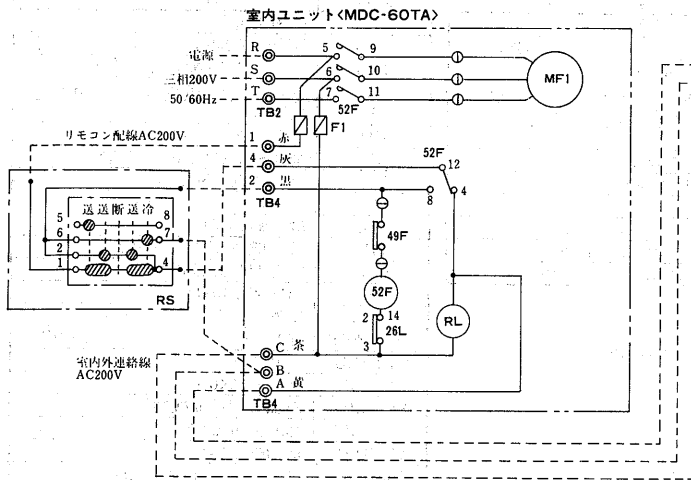 室内ユニット<MDC-60TA>
電源 R 5 9
三相200V S 6 10 MF1
50/60Hz T 7 11
TB2 52F
F1
リモコン配線AC200V 1 赤
4 灰 52F 12
2 黒 8 4
TB4
送送断送冷
5 8
6 7
2
1 4
RS
49F
52F
2 14 RL
26L
3
C 茶
室内外連絡線
AC200V
B
A 黄
TB4